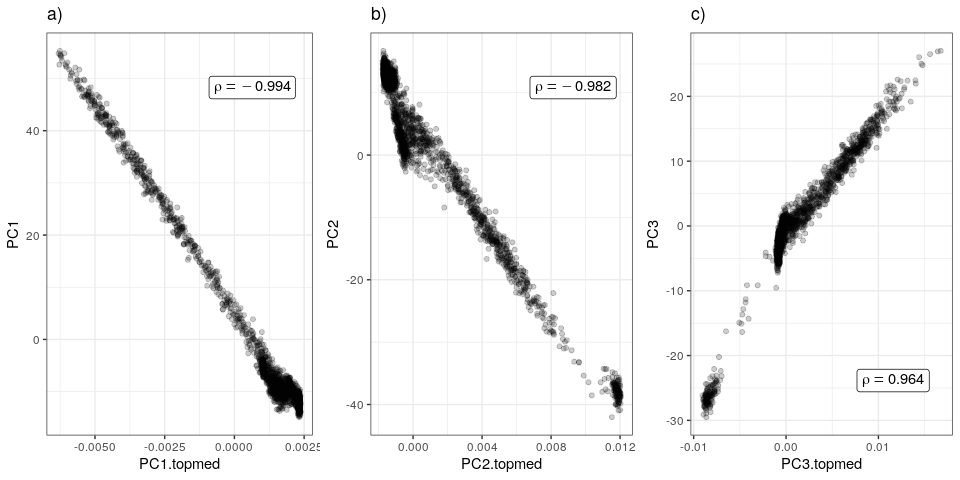 a)
ρ = − 0.994
40
20
0
PC1
-0.0050
-0.0025
0.0000
0.0025
PC1.topmed
b)
ρ = − 0.982
0
-20
-40
PC2
0.000
0.004
0.008
0.012
PC2.topmed
c)
ρ = 0.964
20
10
0
-10
-20
-30
PC3
-0.01
0.00
0.01
PC3.topmed